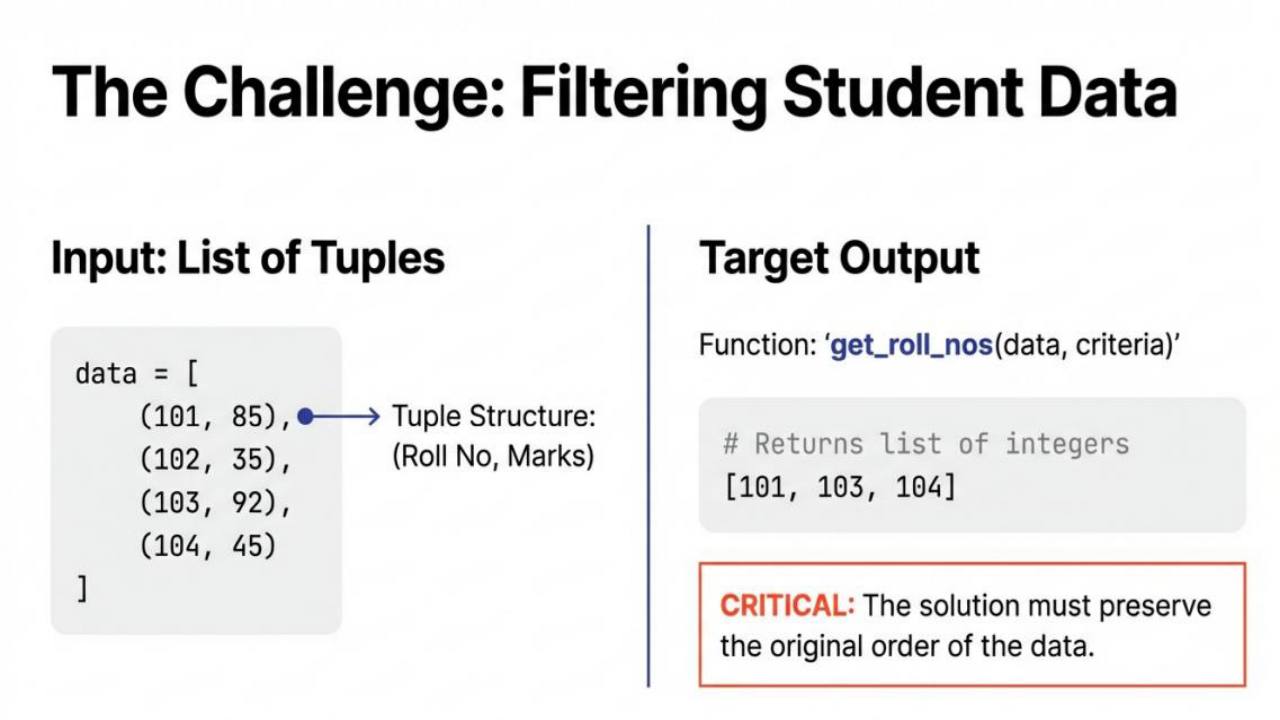 The Challenge: Filtering Student Data
Input: List of Tuples
data = [
(101, 85),
(102, 35),
(103, 92),
(104, 45)
]
Tuple Structure:
(Roll No, Marks)
Target Output
Function: ‘get_roll_nos(data, criteria)’
# Returns list of integers
[101, 103, 104]
CRITICAL: The solution must preserve
the original order of the data.